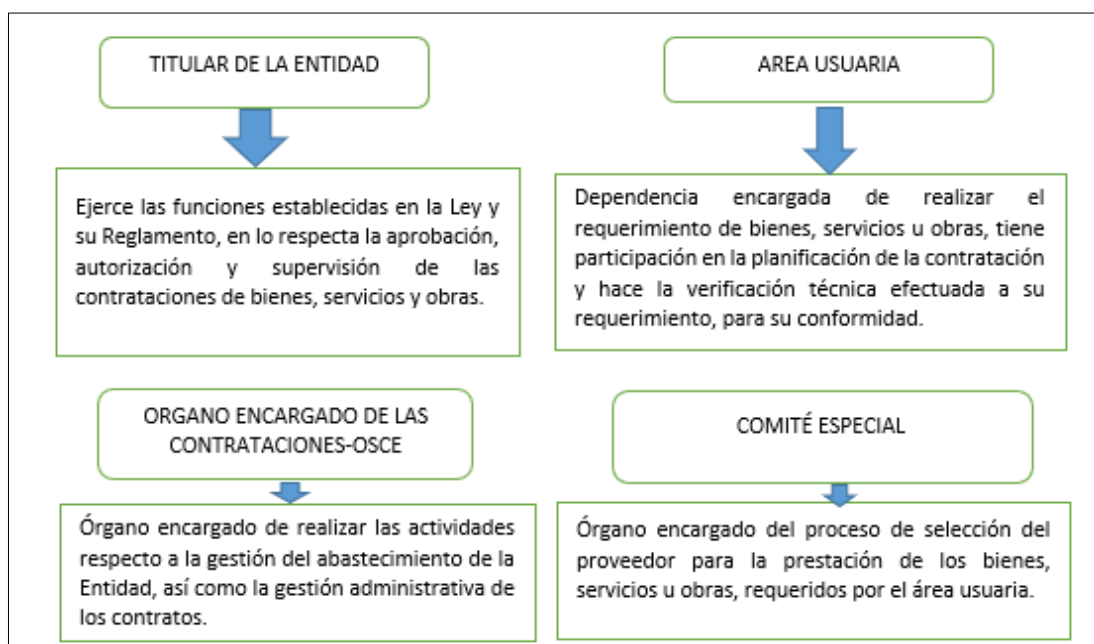 TITULAR DE LA ENTIDAD
Ejerce las funciones establecidas en la Ley y
su Reglamento, en lo respecta la aprobación,
autorización y supervisión de las
contrataciones de bienes, servicios y obras.
AREA USUARIA
Dependencia encargada de realizar el
requerimiento de bienes, servicios u obras, tiene
participación en la planificación de la contratación
y hace la verificación técnica efectuada a su
requerimiento, para su conformidad.
ORGANO ENCARGADO DE LAS
CONTRATACIONES-OSCE
Órgano encargado de realizar las actividades
respecto a la gestión del abastecimiento de la
Entidad, así como la gestión administrativa de
los contratos.
COMITÉ ESPECIAL
Órgano encargado del proceso de selección del
proveedor para la prestación de los bienes,
servicios u obras, requeridos por el área usuaria.